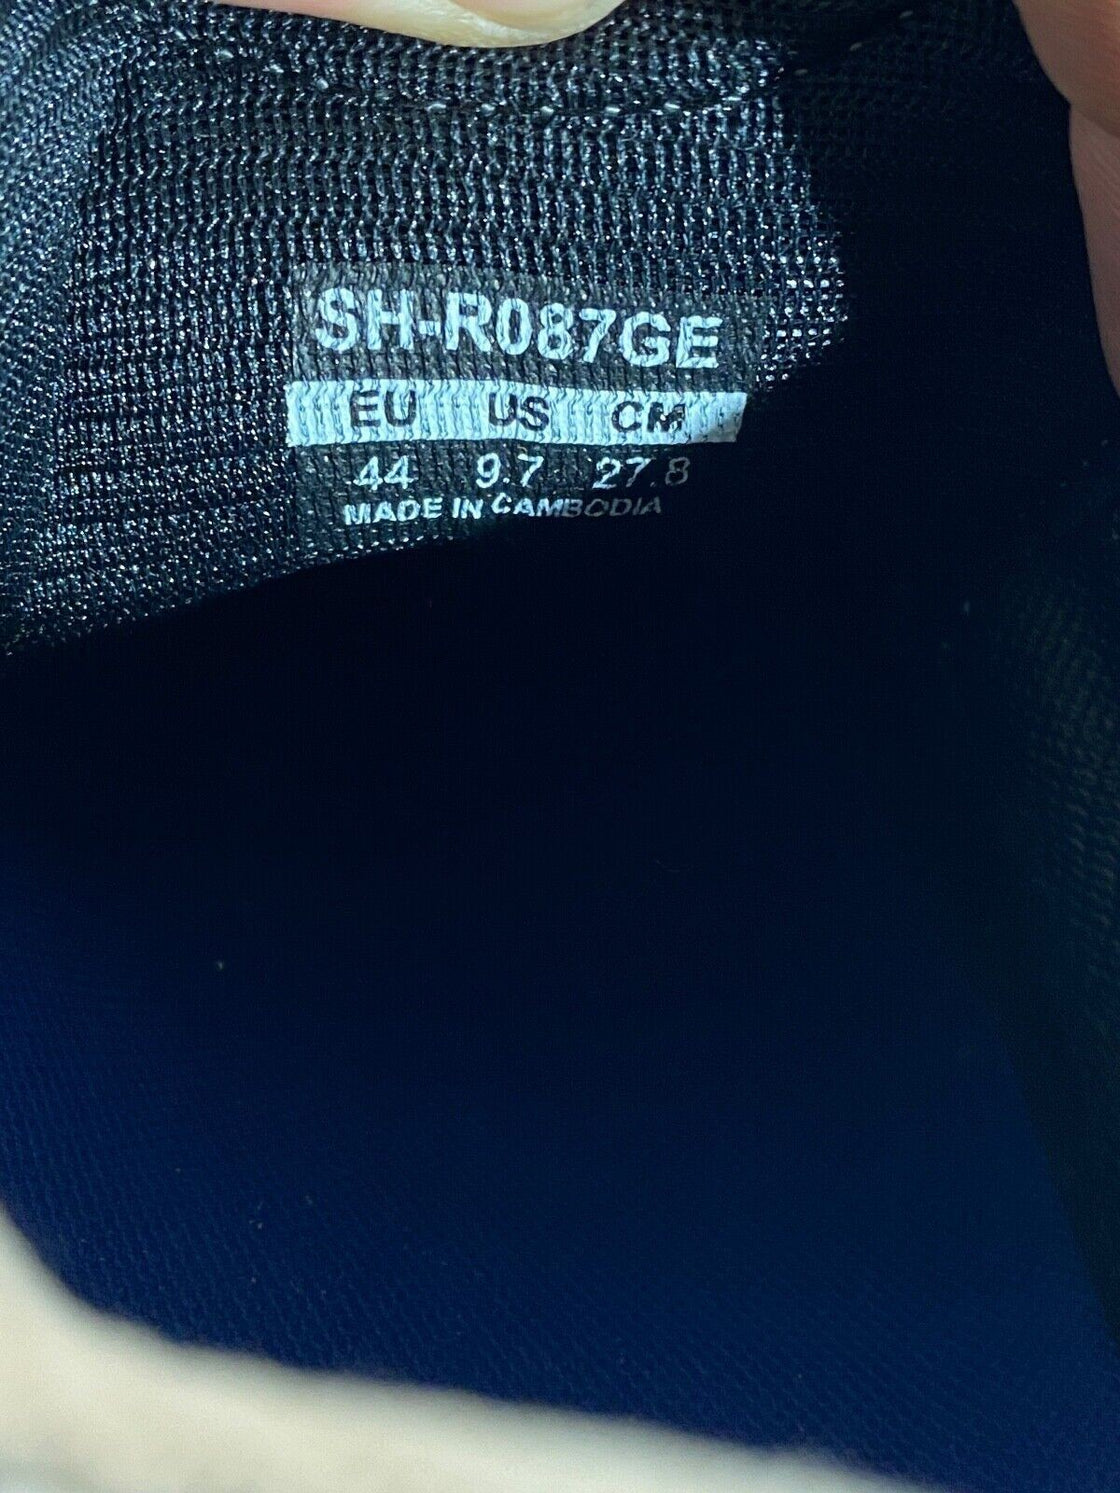 SH-R087GE
EU US CM
44 9.7 27.8
MADE IN CAMBODIA